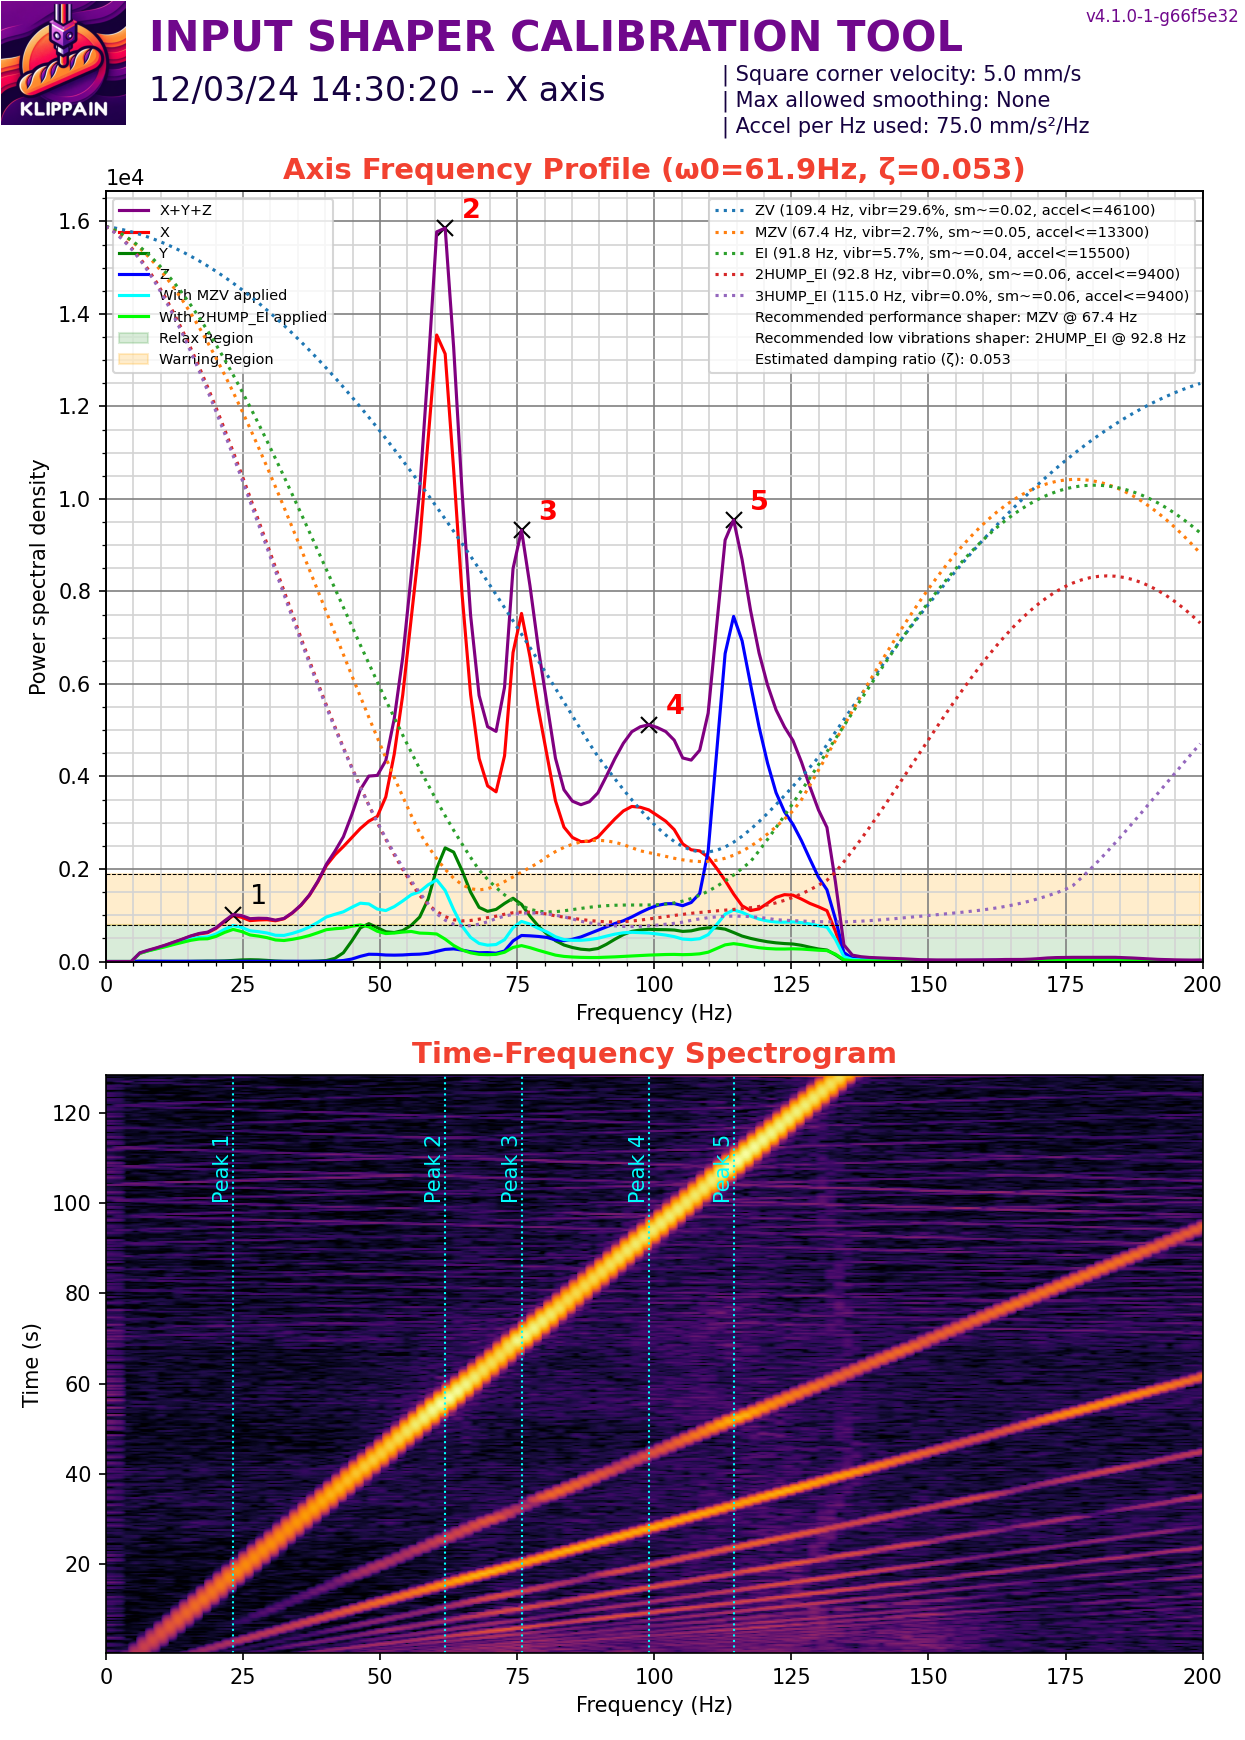 v4.1.0-1-g66f5e32
INPUT SHAPER CALIBRATION TOOL
12/03/24 14:30:20 -- X axis
| Square corner velocity: 5.0 mm/s
| Max allowed smoothing: None
| Accel per Hz used: 75.0 mm/s²/Hz
KLIPPAIN
Axis Frequency Profile (ω0=61.9Hz, ζ=0.053)
1e4
X+Y+Z
X
Y
Z
With MZV applied
With 2HUMP_EI applied
Relax Region
Warning Region
ZV (109.4 Hz, vibr=29.6%, sm~=0.02, accel<=46100)
MZV (67.4 Hz, vibr=2.7%, sm~=0.05, accel<=13300)
EI (91.8 Hz, vibr=5.7%, sm~=0.04, accel<=15500)
2HUMP_EI (92.8 Hz, vibr=0.0%, sm~=0.06, accel<=9400)
3HUMP_EI (115.0 Hz, vibr=0.0%, sm~=0.06, accel<=9400)
Recommended performance shaper: MZV @ 67.4 Hz
Recommended low vibrations shaper: 2HUMP_EI @ 92.8 Hz
Estimated damping ratio (ζ): 0.053
1
2
3
4
5
Power spectral density
1.6
1.4
1.2
1.0
0.8
0.6
0.4
0.2
0.0
0 25 50 75 100 125 150 175 200
Frequency (Hz)
Time-Frequency Spectrogram
Peak 1
Peak 2
Peak 3
Peak 4
Peak 5
Time (s)
120
100
80
60
40
20
0 25 50 75 100 125 150 175 200
Frequency (Hz)